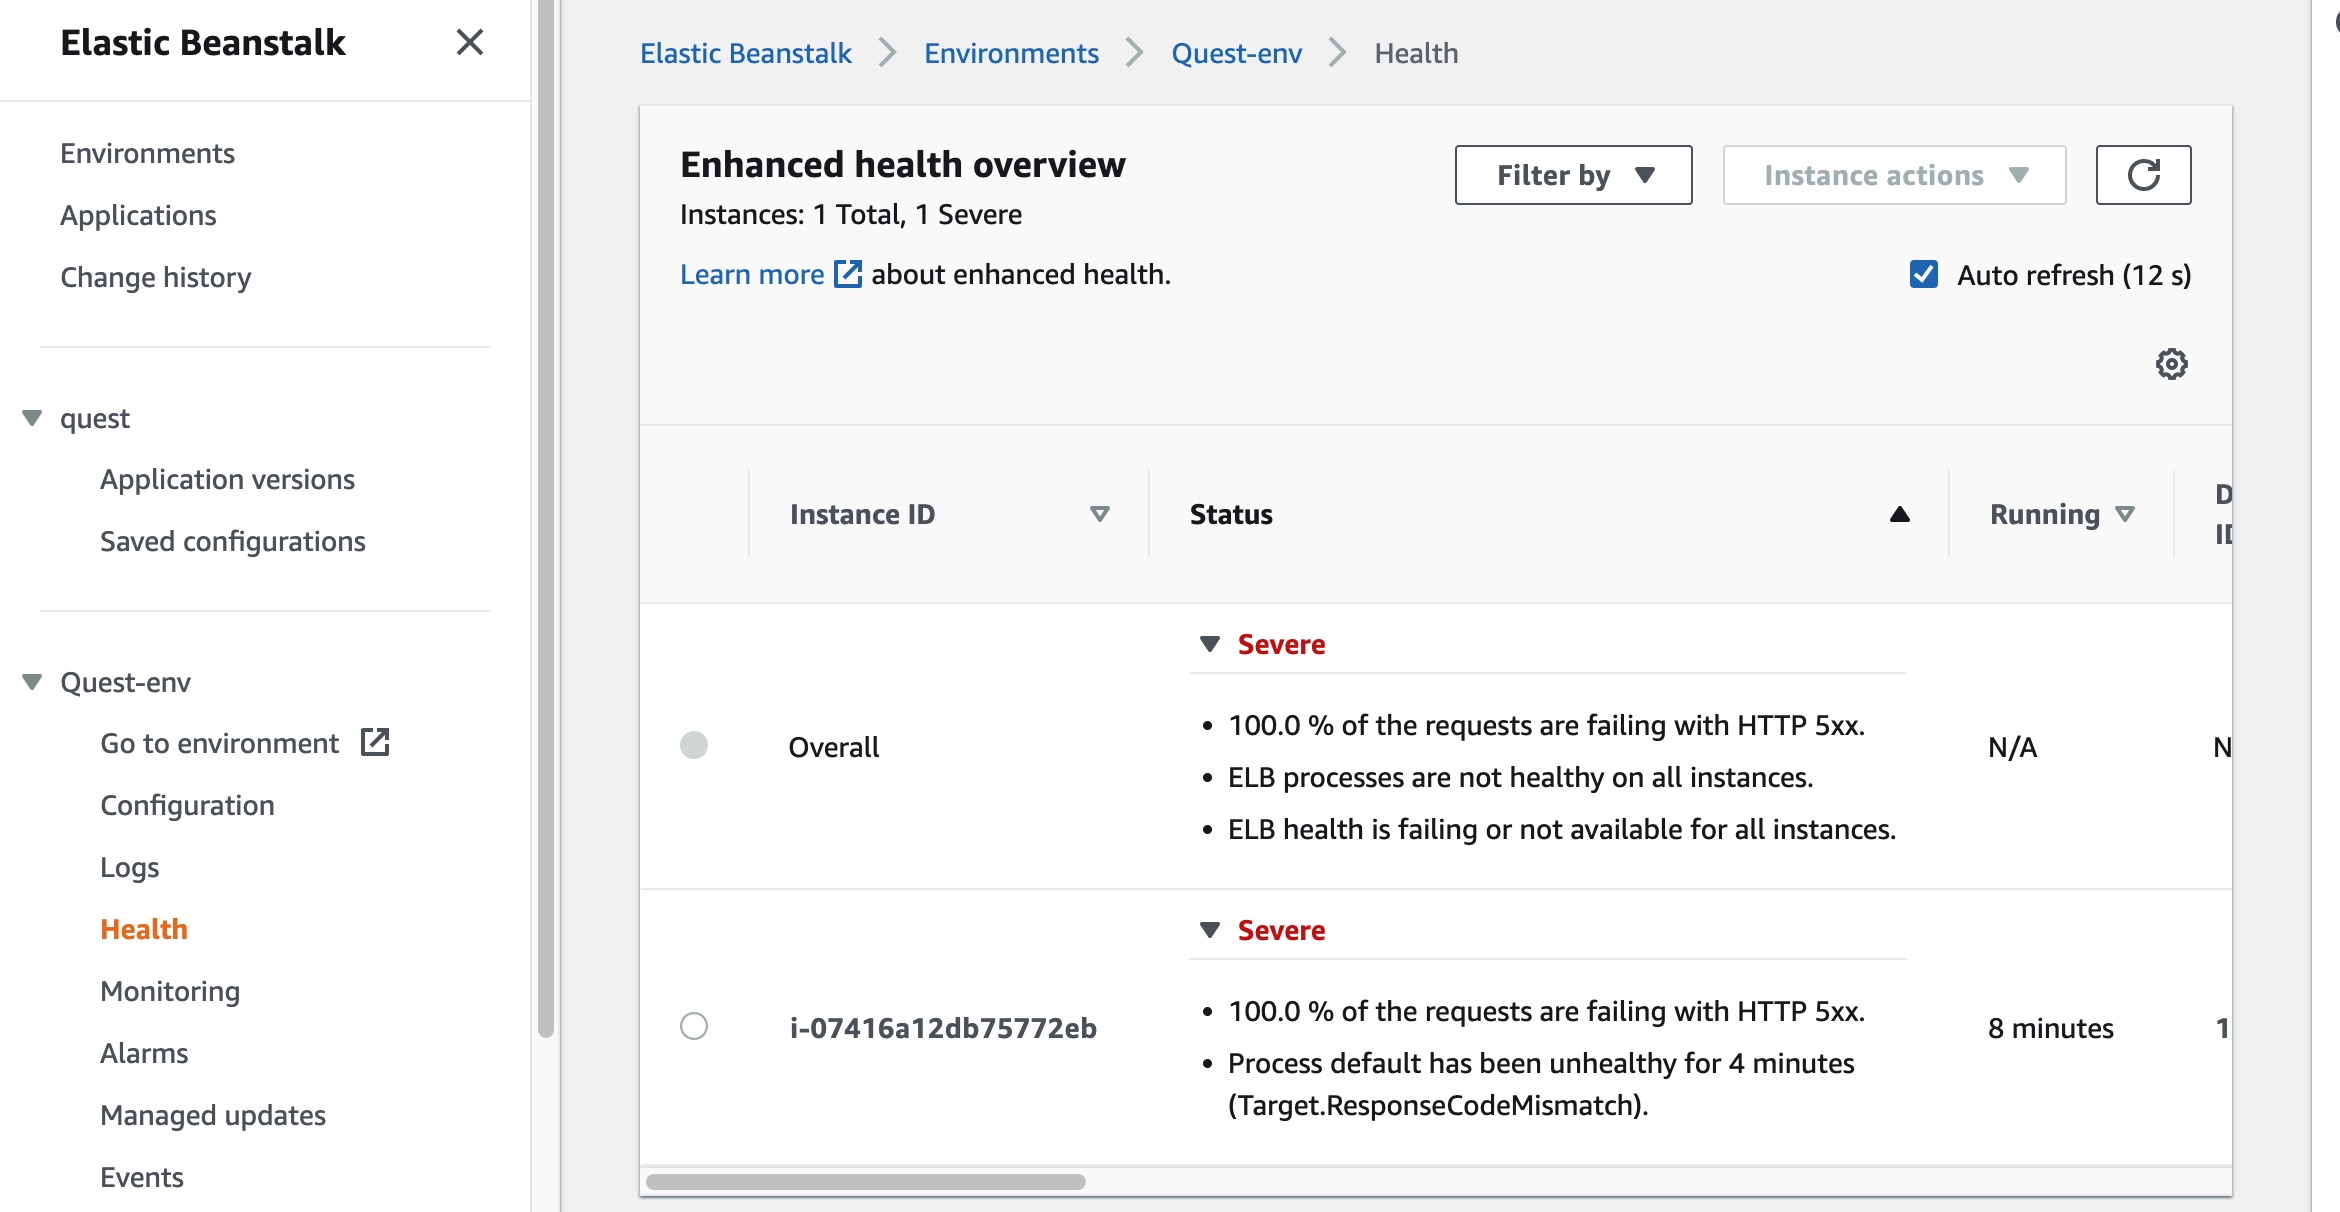 Elastic Beanstalk
Environments
Applications
Change history
quest
Application versions
Saved configurations
Quest-env
Go to environment
Configuration
Logs
Health
Monitoring
Alarms
Managed updates
Events
Elastic Beanstalk > Environments > Quest-env > Health
Enhanced health overview
Instances: 1 Total, 1 Severe
Learn more about enhanced health.
Filter by
Instance actions
Auto refresh (12 s)
Instance ID Status Running
Severe
Overall
• 100.0 % of the requests are failing with HTTP 5xx.
• ELB processes are not healthy on all instances.
• ELB health is failing or not available for all instances.
N/A
Severe
i-07416a12db75772eb
• 100.0 % of the requests are failing with HTTP 5xx.
• Process default has been unhealthy for 4 minutes
(Target.ResponseCodeMismatch).
8 minutes